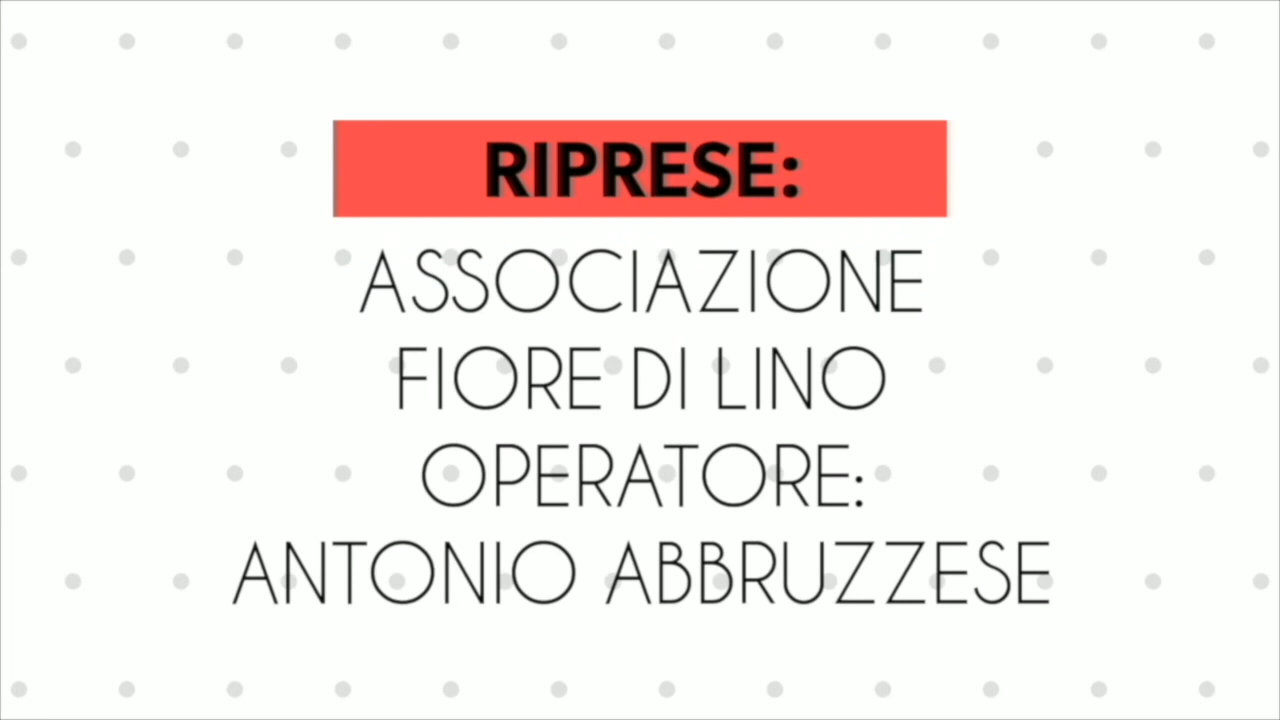 RIPRESE:
ASSOCIAZIONE
FIORE DI LINO
OPERATORE:
ANTONIO ABBRUZZESE